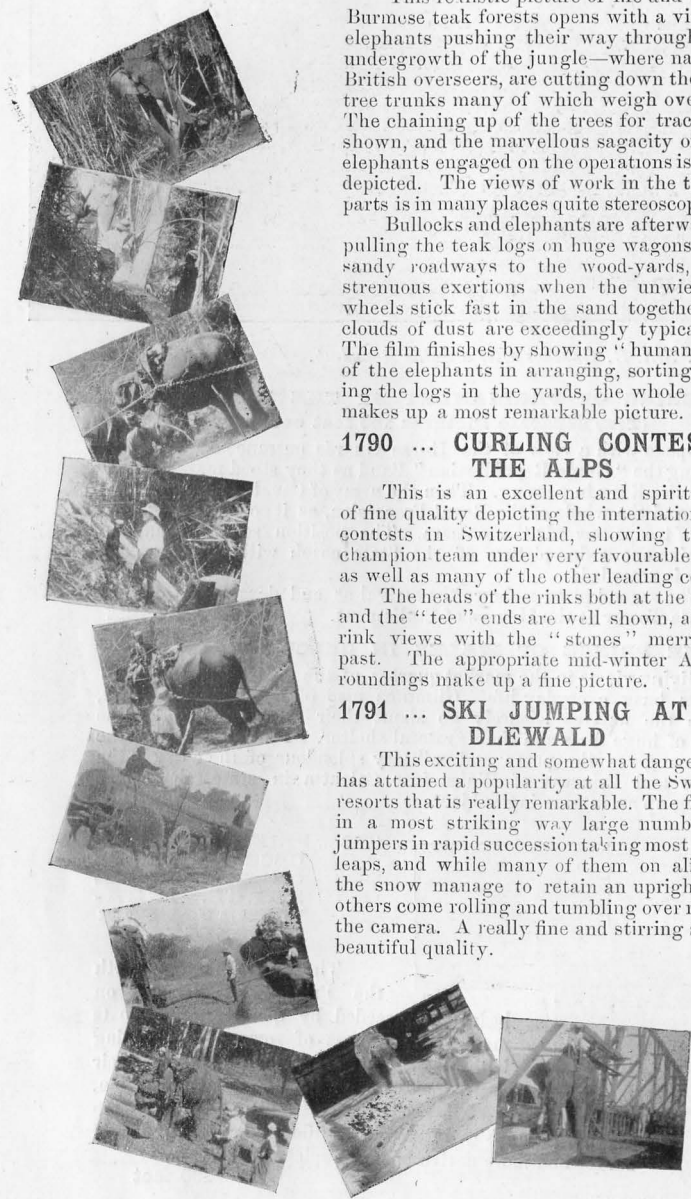 This realistic picture of life and
Burmese teak forests opens with a vi
elephants pushing their way through
undergrowth of the jungle—where na
British overseers, are cutting down the
tree trunks many of which weigh ove
The chaining up of the trees for trac
shown, and the marvellous sagacity o
elephants engaged on the operations is
depicted. The views of work in the t
parts is in many places quite stereoscop
Bullocks and elephants are afterw
pulling the teak logs on huge wagons
sandy roadways to the wood-yards,
strenuous exertions when the unwie
wheels stick fast in the sand togethe
clouds of dust are exceedingly typica
The film finishes by showing "human
of the elephants in arranging, sorting
ing the logs in the yards, the whole
makes up a most remarkable picture.
1790 ... CURLING CONTES
THE ALPS
This is an excellent and spirit
of fine quality depicting the internatio
contests in Switzerland, showing t
champion team under very favourable
as well as many of the other leading c
The heads of the rinks both at the
and the "tee" ends are well shown, a
rink views with the "stones" merr
past. The appropriate mid-winter A
roundings make up a fine picture.
1791 ... SKI JUMPING AT
DLEWALD
This exciting and somewhat dange
has attained a popularity at all the Sw
resorts that is really remarkable. The f
in a most striking way large numb
jumpers in rapid succession taking most
leaps, and while many of them on ali
the snow manage to retain an uprigh
others come rolling and tumbling over r
the camera. A really fine and stirring s
beautiful quality.